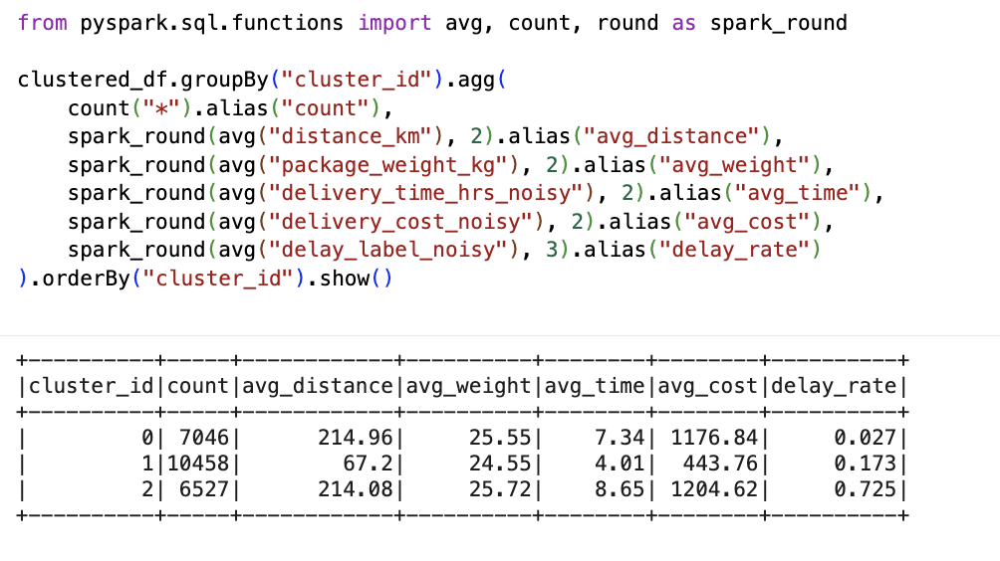 from pyspark.sql.functions import avg, count, round as spark_round
clustered_df.groupBy("cluster_id").agg(
    count("*").alias("count"),
    spark_round(avg("distance_km"), 2).alias("avg_distance"),
    spark_round(avg("package_weight_kg"), 2).alias("avg_weight"),
    spark_round(avg("delivery_time_hrs_noisy"), 2).alias("avg_time"),
    spark_round(avg("delivery_cost_noisy"), 2).alias("avg_cost"),
    spark_round(avg("delay_label_noisy"), 3).alias("delay_rate")
).orderBy("cluster_id").show()
+----------+-----+------------+----------+--------+--------+----------+
|cluster_id|count|avg_distance|avg_weight|avg_time|avg_cost|delay_rate|
+----------+-----+------------+----------+--------+--------+----------+
|         0| 7046|      214.96|     25.55|    7.34| 1176.84|     0.027|
|         1|10458|        67.2|     24.55|    4.01|  443.76|     0.173|
|         2| 6527|      214.08|     25.72|    8.65| 1204.62|     0.725|
+----------+-----+------------+----------+--------+--------+----------+